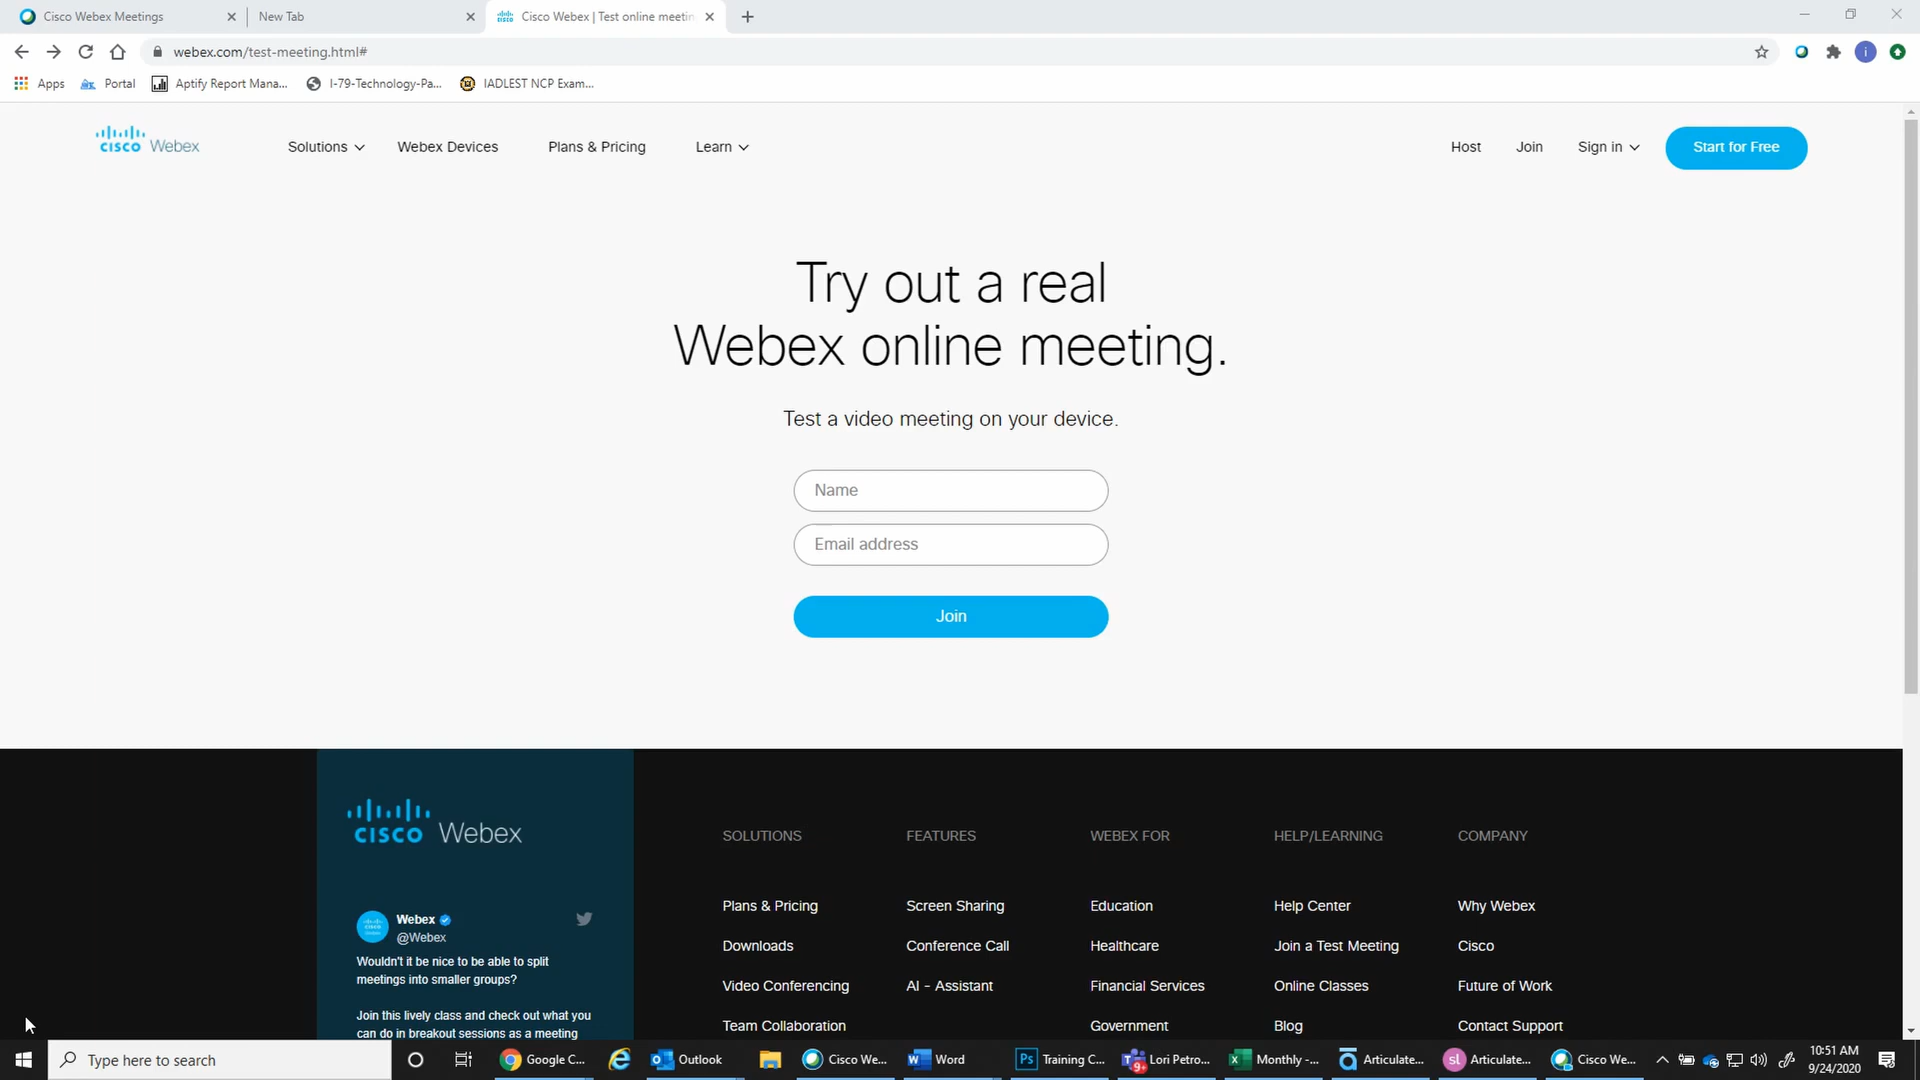 Cisco Webex Meetings
New Tab
Cisco Webex | Test online meetin
webex.com/test-meeting.html#
i
Apps
Portal
Aptify Report Mana...
I-79-Technology-Pa...
IADLEST NCP Exam...
CISCO Webex
Solutions
Webex Devices
Plans & Pricing
Learn
Host
Join
Sign in
Start for Free
Try out a real
Webex online meeting.
Test a video meeting on your device.
Name
Email address
Join
CISCO Webex
Webex
@Webex
Wouldn't it be nice to be able to split
meetings into smaller groups?
Join this lively class and check out what you
can do in breakout sessions as a meeting
SOLUTIONS
Plans & Pricing
Downloads
Video Conferencing
Team Collaboration
FEATURES
Screen Sharing
Conference Call
AI - Assistant
WEBEX FOR
Education
Healthcare
Financial Services
Government
HELP/LEARNING
Help Center
Join a Test Meeting
Online Classes
Blog
COMPANY
Why Webex
Cisco
Future of Work
Contact Support
Type here to search
Google C...
Outlook
Cisco We...
Word
Ps
Training C...
9+
Lori Petro...
Monthly -...
Articulate...
sl
Articulate...
Cisco We...
10:51 AM
9/24/2020